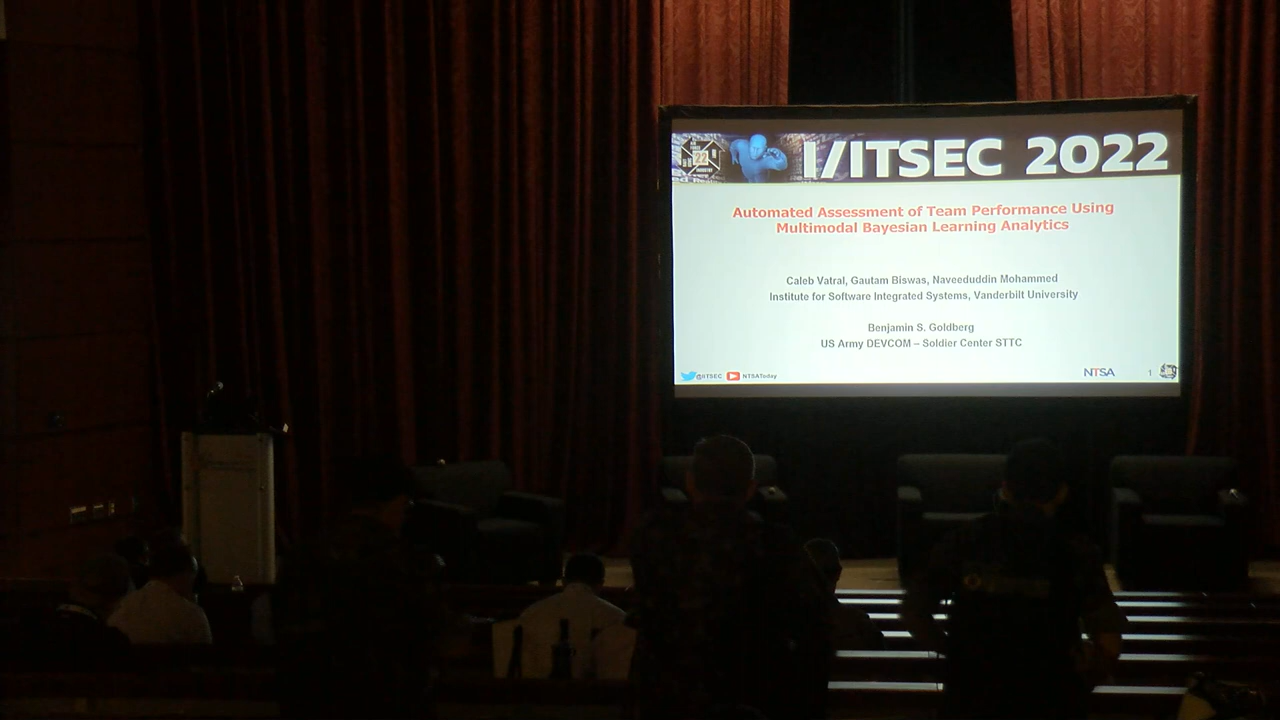 I/ITSEC 2022
Automated Assessment of Team Performance Using
Multimodal Bayesian Learning Analytics
Caleb Vatral, Gautam Biswas, Naveeduddin Mohammed
Institute for Software Integrated Systems, Vanderbilt University
Benjamin S. Goldberg
US Army DEVCOM – Soldier Center STTC
@IITSEC NTSAToday NTSA 1